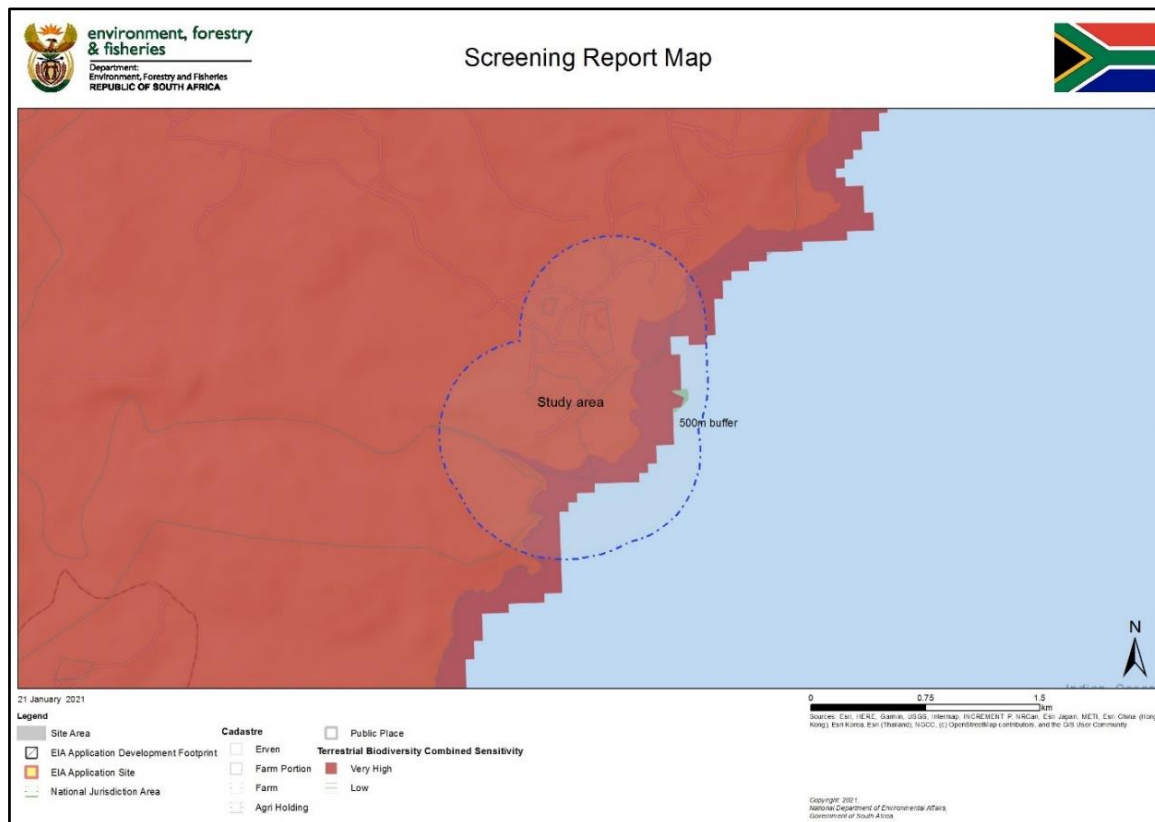 environment, forestry
& fisheries
Department:
Environment, Forestry and Fisheries
REPUBLIC OF SOUTH AFRICA
Screening Report Map
Study area
500m buffer
N
21 January 2021
Legend
Site Area
EIA Application Development Footprint
EIA Application Site
National Jurisdiction Area
Cadastre
Erven
Farm Portion
Farm
Agri Holding
Public Place
Terrestrial Biodiversity Combined Sensitivity
Very High
Low
0 0.75 1.5
km
Sources: Esri, HERE, Garmin, USGS, Intermap, INCREMENT P, NRCan, Esri Japan, METI, Esri China (Hong
Kong), Esri Korea, Esri (Thailand), NGCC, (c) OpenStreetMap contributors, and the GIS User Community
Copyright: 2021,
National Department of Environmental Affairs,
Government of South Africa